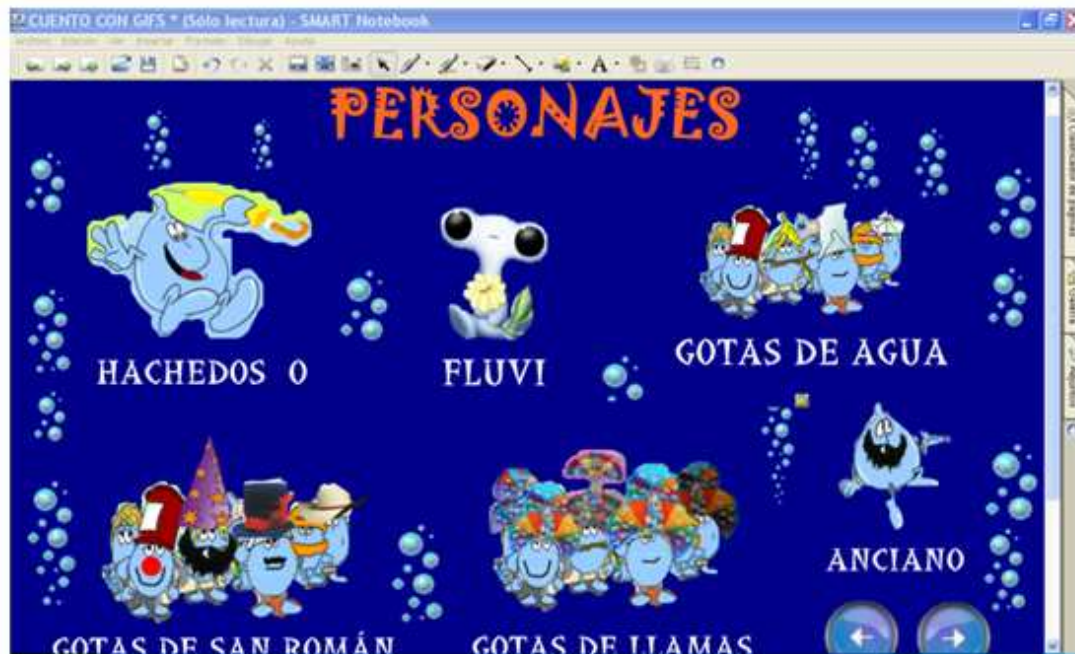 CUENTO CON GIFS * (Sólo lectura) - SMART Notebook
PERSONAJES
HACHEDOS O
FLUVI
GOTAS DE AGUA
ANCIANO
GOTAS DE SAN ROMÁN
GOTAS DE LLAMAS